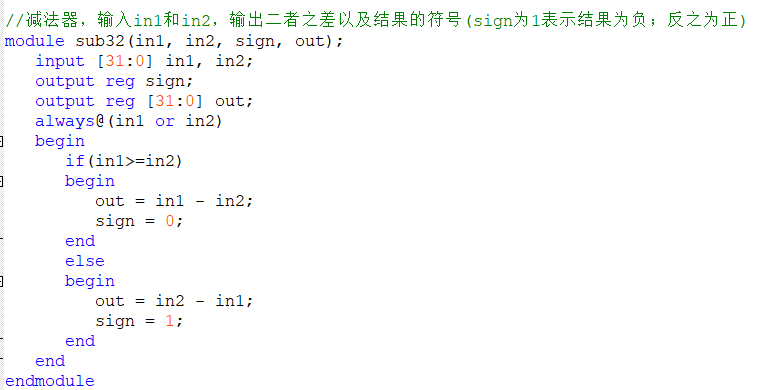 //减法器，输入in1和in2，输出二者之差以及结果的符号(sign为1表示结果为负；反之为正)
module sub32(in1, in2, sign, out);
   input [31:0] in1, in2;
   output reg sign;
   output reg [31:0] out;
   always@(in1 or in2)
   begin
      if(in1>=in2)
      begin
         out = in1 - in2;
         sign = 0;
      end
      else
      begin
         out = in2 - in1;
         sign = 1;
      end
   end
endmodule